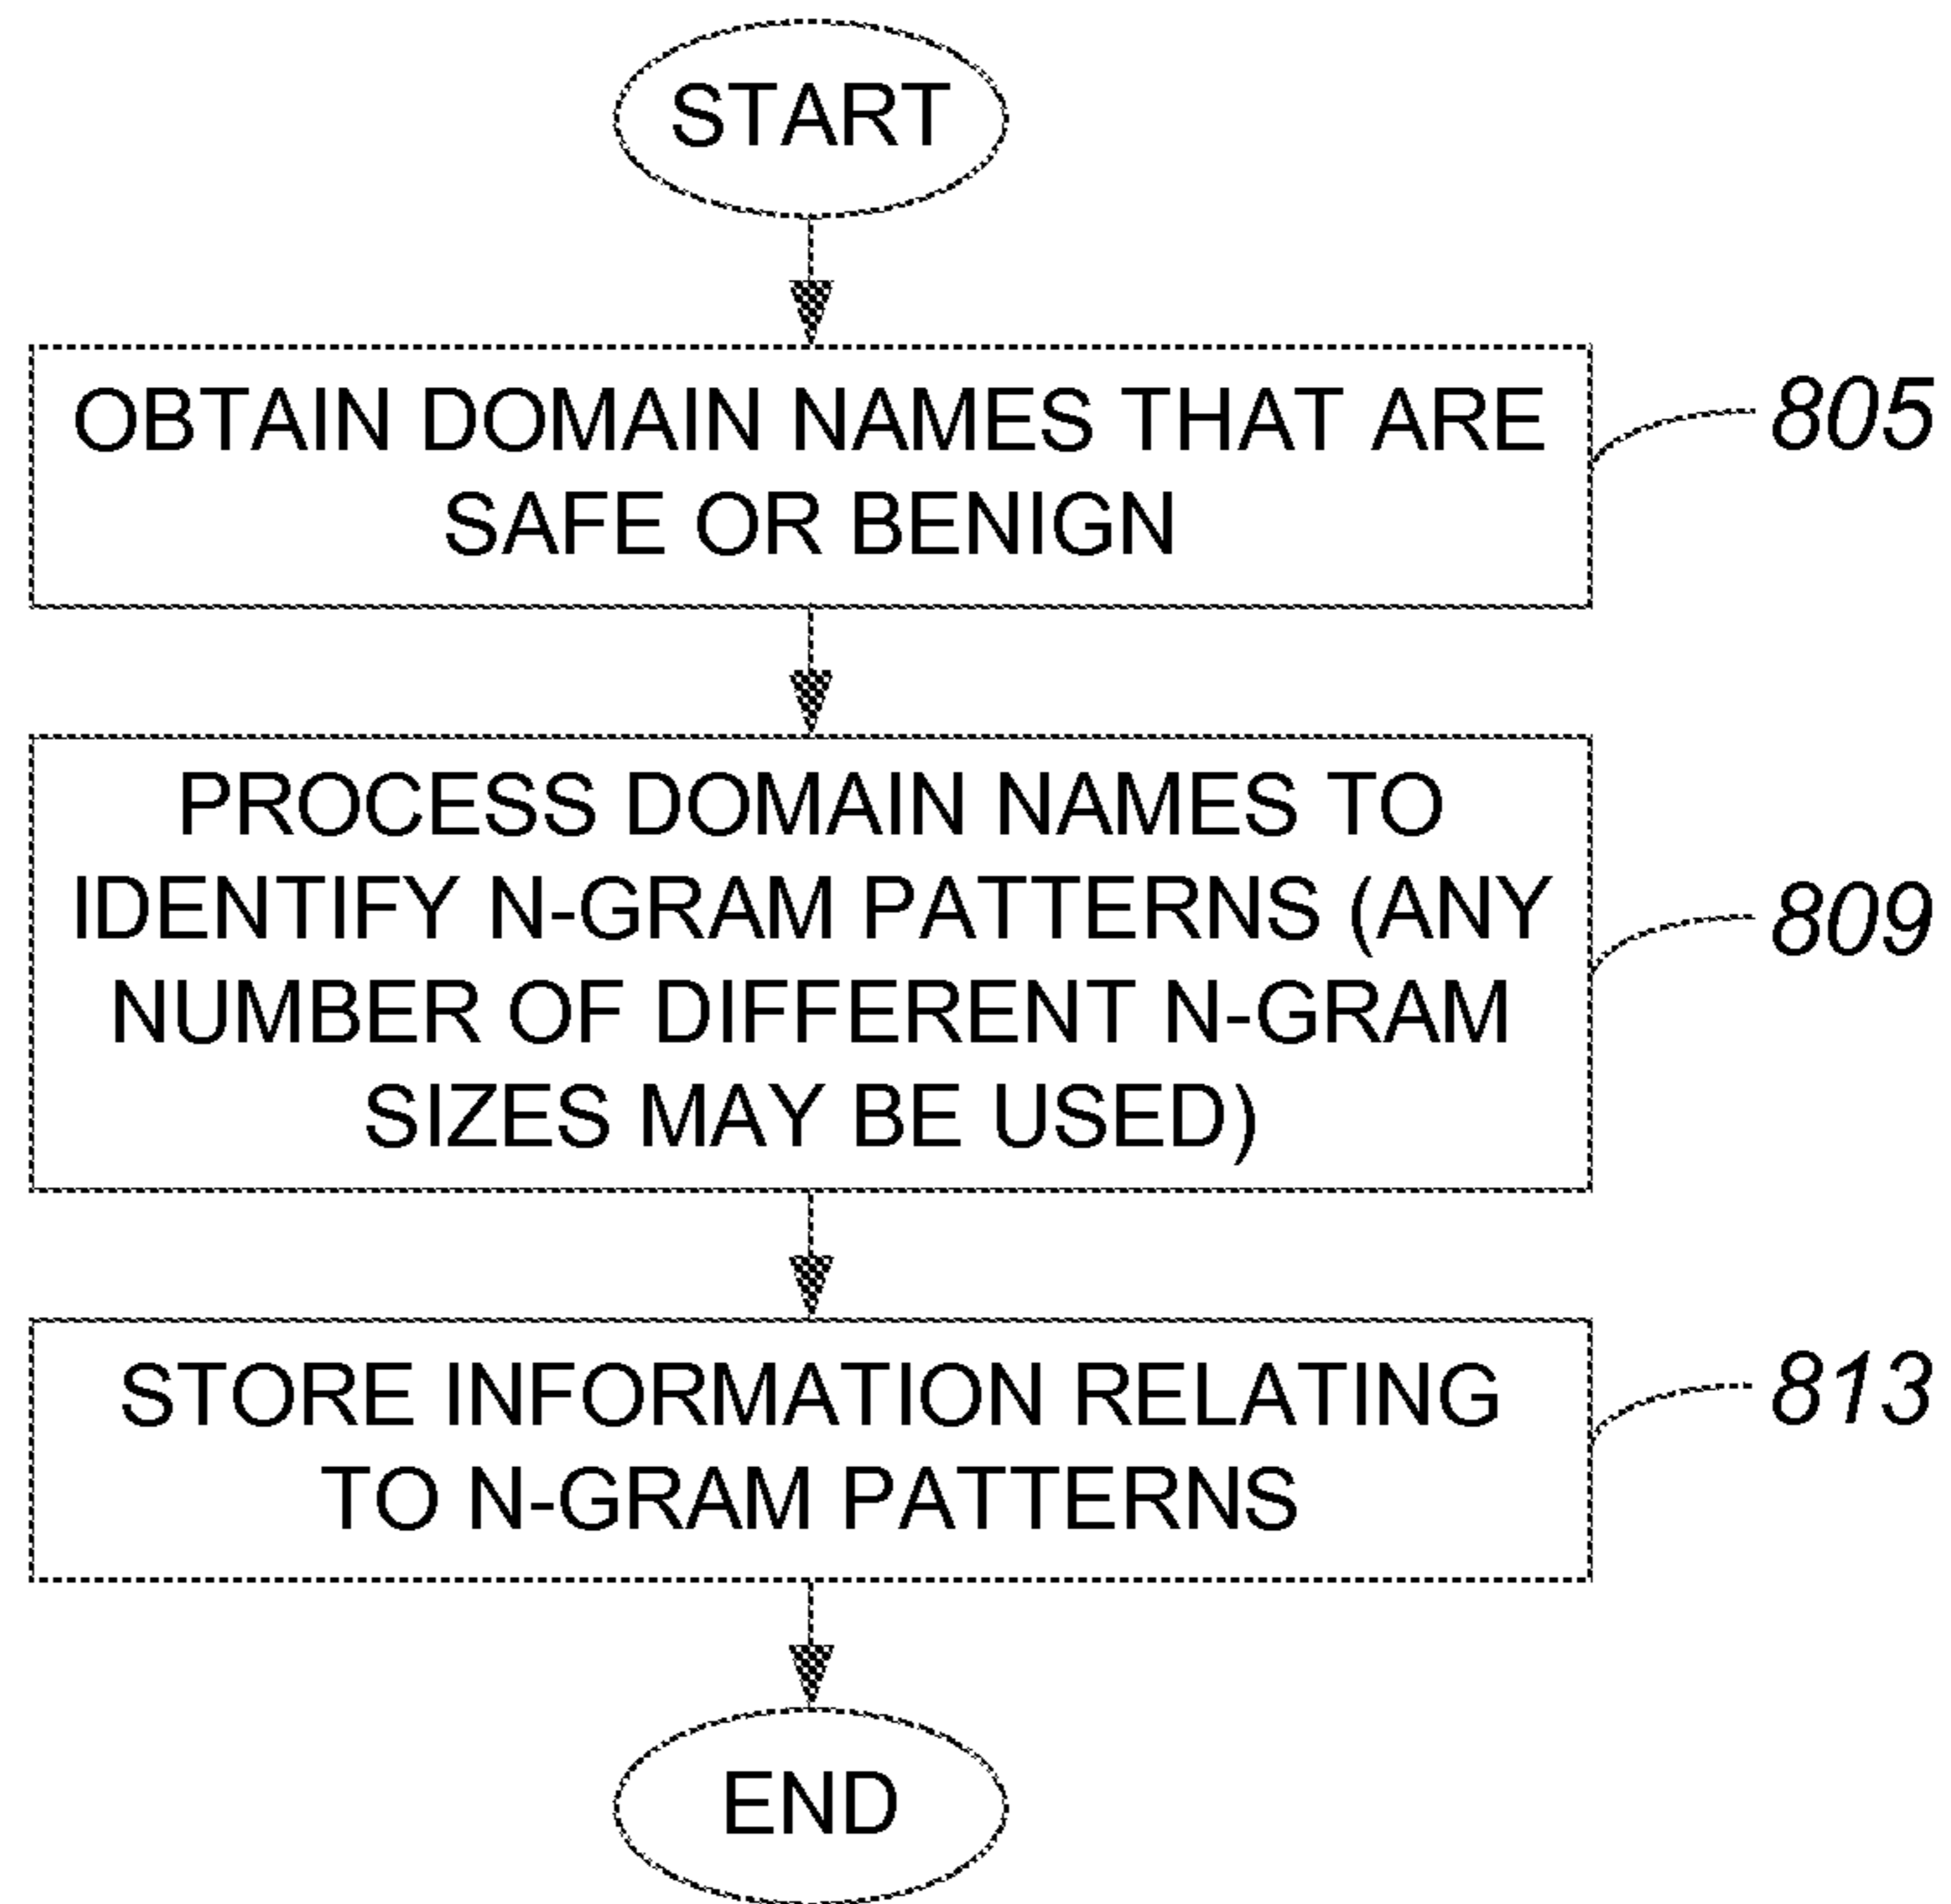 START
OBTAIN DOMAIN NAMES THAT ARE
SAFE OR BENIGN
805
PROCESS DOMAIN NAMES TO
IDENTIFY N-GRAM PATTERNS (ANY
NUMBER OF DIFFERENT N-GRAM
SIZES MAY BE USED)
809
STORE INFORMATION RELATING
TO N-GRAM PATTERNS
813
END